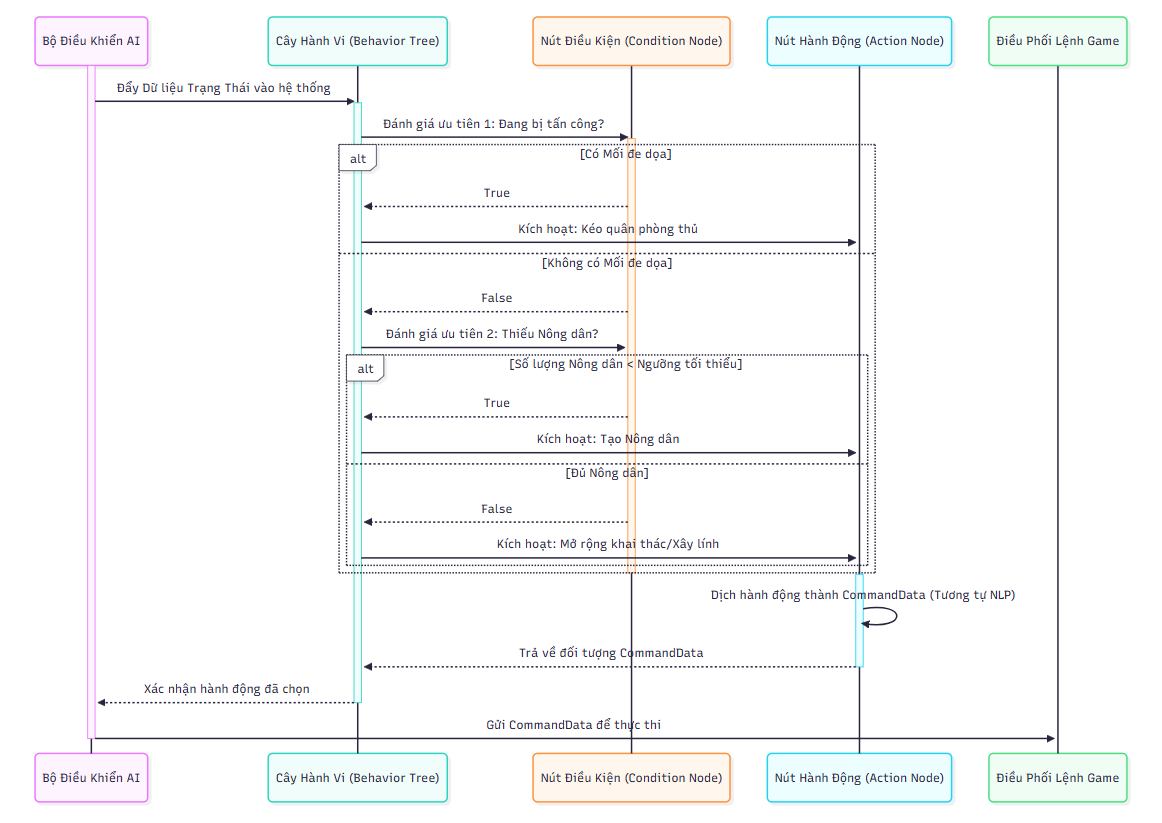 Bộ Điều Khiển AI
Cây Hành Vi (Behavior Tree)
Nút Điều Kiện (Condition Node)
Nút Hành Động (Action Node)
Điều Phối Lệnh Game
Đẩy Dữ liệu Trạng Thái vào hệ thống
Đánh giá ưu tiên 1: Đang bị tấn công?
alt
[Có Mối đe dọa]
True
Kích hoạt: Kéo quân phòng thủ
[Không có Mối đe dọa]
False
Đánh giá ưu tiên 2: Thiếu Nông dân?
alt
[Số lượng Nông dân < Ngưỡng tối thiểu]
True
Kích hoạt: Tạo Nông dân
[Đủ Nông dân]
False
Kích hoạt: Mở rộng khai thác/Xây lính
Dịch hành động thành CommandData (Tương tự NLP)
Trả về đối tượng CommandData
Xác nhận hành động đã chọn
Gửi CommandData để thực thi
Bộ Điều Khiển AI
Cây Hành Vi (Behavior Tree)
Nút Điều Kiện (Condition Node)
Nút Hành Động (Action Node)
Điều Phối Lệnh Game